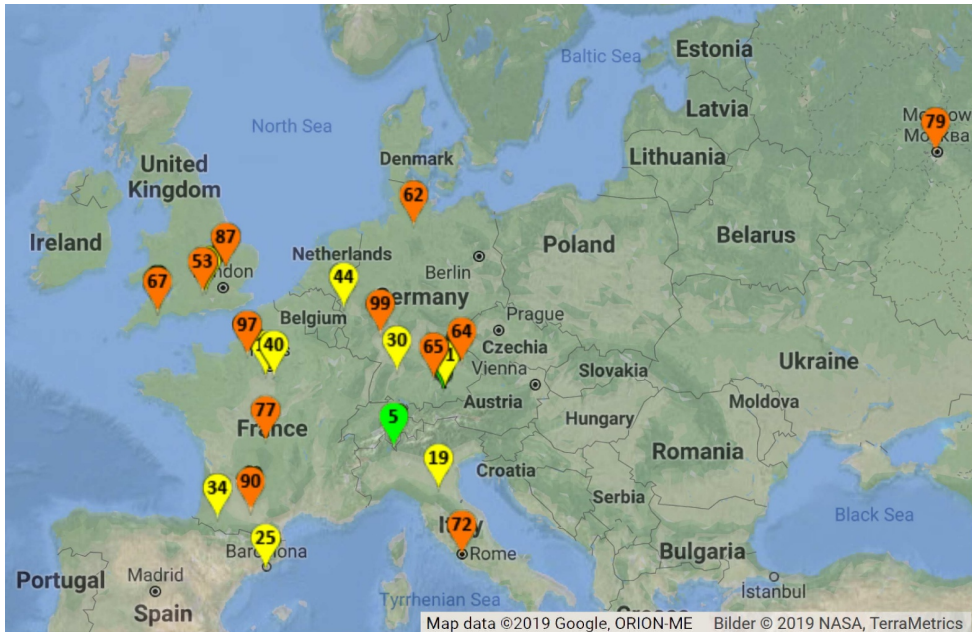 Estonia
Baltic Sea
Latvia
79
Москва
North Sea
Denmark
Lithuania
United
Kingdom
62
Ireland
87
Poland
Belarus
53
Netherlands
Berlin
44
67
Germany
99
Belgium
Prague
97
40
30
65
64
Czechia
Vienna
Slovakia
Ukraine
Austria
Moldova
77
5
Hungary
France
19
Romania
Croatia
34
90
Serbia
Black Sea
25
Barcelona
72
Italy
Rome
Bulgaria
Portugal
Madrid
İstanbul
Spain
Tyrrhenian Sea
Map data ©2019 Google, ORION-ME Bilder © 2019 NASA, TerraMetrics